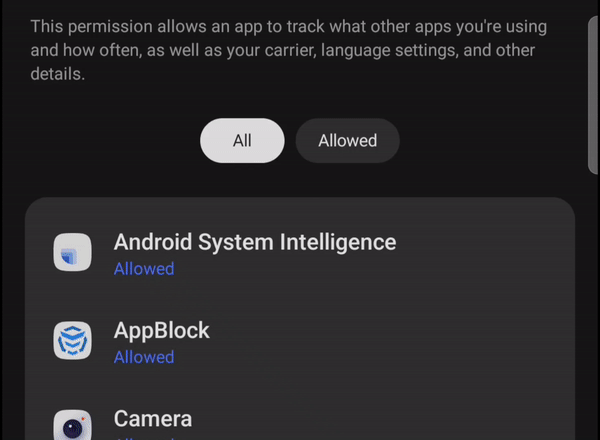 This permission allows an app to track what other apps you're using
and how often, as well as your carrier, language settings, and other
details.
All
Allowed
Android System Intelligence
Allowed
AppBlock
Allowed
Camera